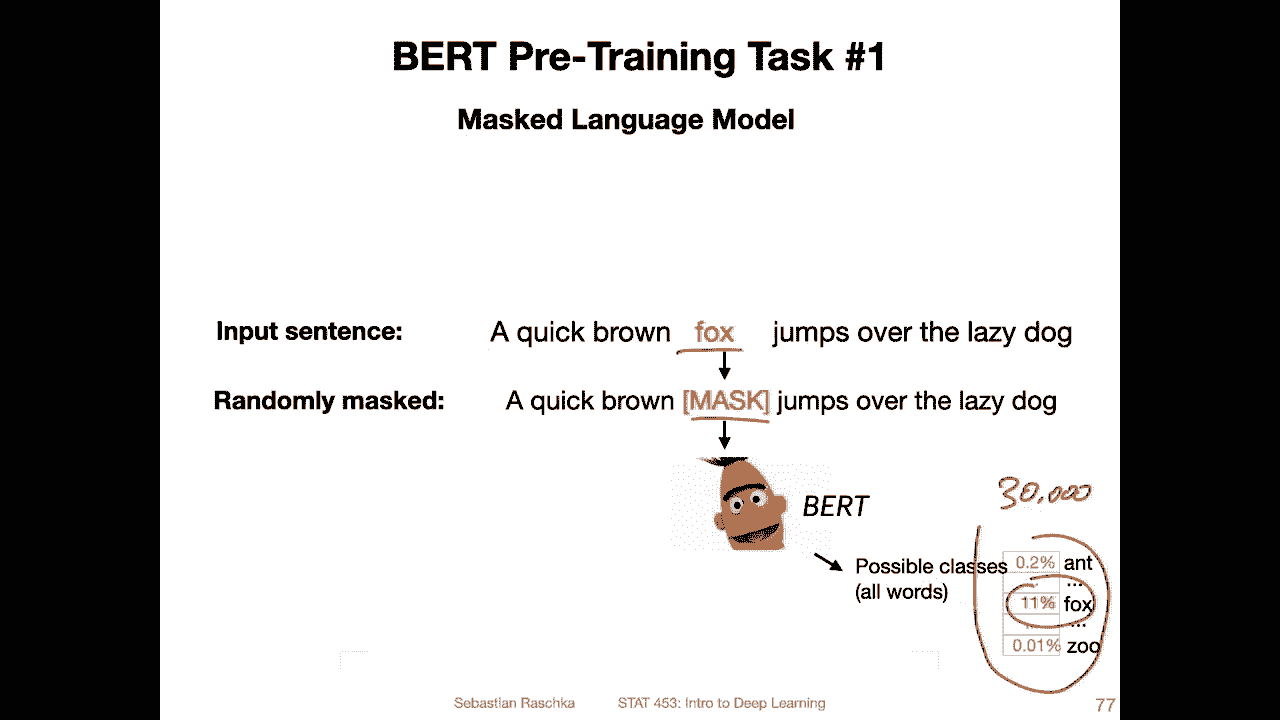 BERT Pre-Training Task #1
Masked Language Model
Input sentence: A quick brown fox jumps over the lazy dog
Randomly masked: A quick brown [MASK] jumps over the lazy dog
BERT
30,000
Possible classes
(all words)
0.2% ant
... ...
11% fox
... ...
0.01% zoo
Sebastian Raschka STAT 453: Intro to Deep Learning 77